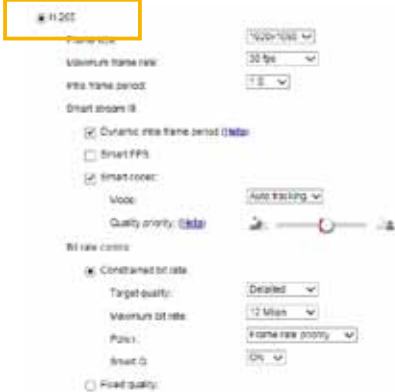 H.265
Frame size: 1920x1080
Maximum frame rate: 30 fps
Intra frame period: 1 S
Smart stream III
Dynamic intra frame period (Help)
Smart FPS
Smart codec:
Mode: Auto tracking
Quality priority: (Help)
Bit rate control
Constrained bit rate
Target quality: Detailed
Maximum bit rate: 12 Mbps
Policy: Frame rate priority
Smart Q: ON
Fixed quality: